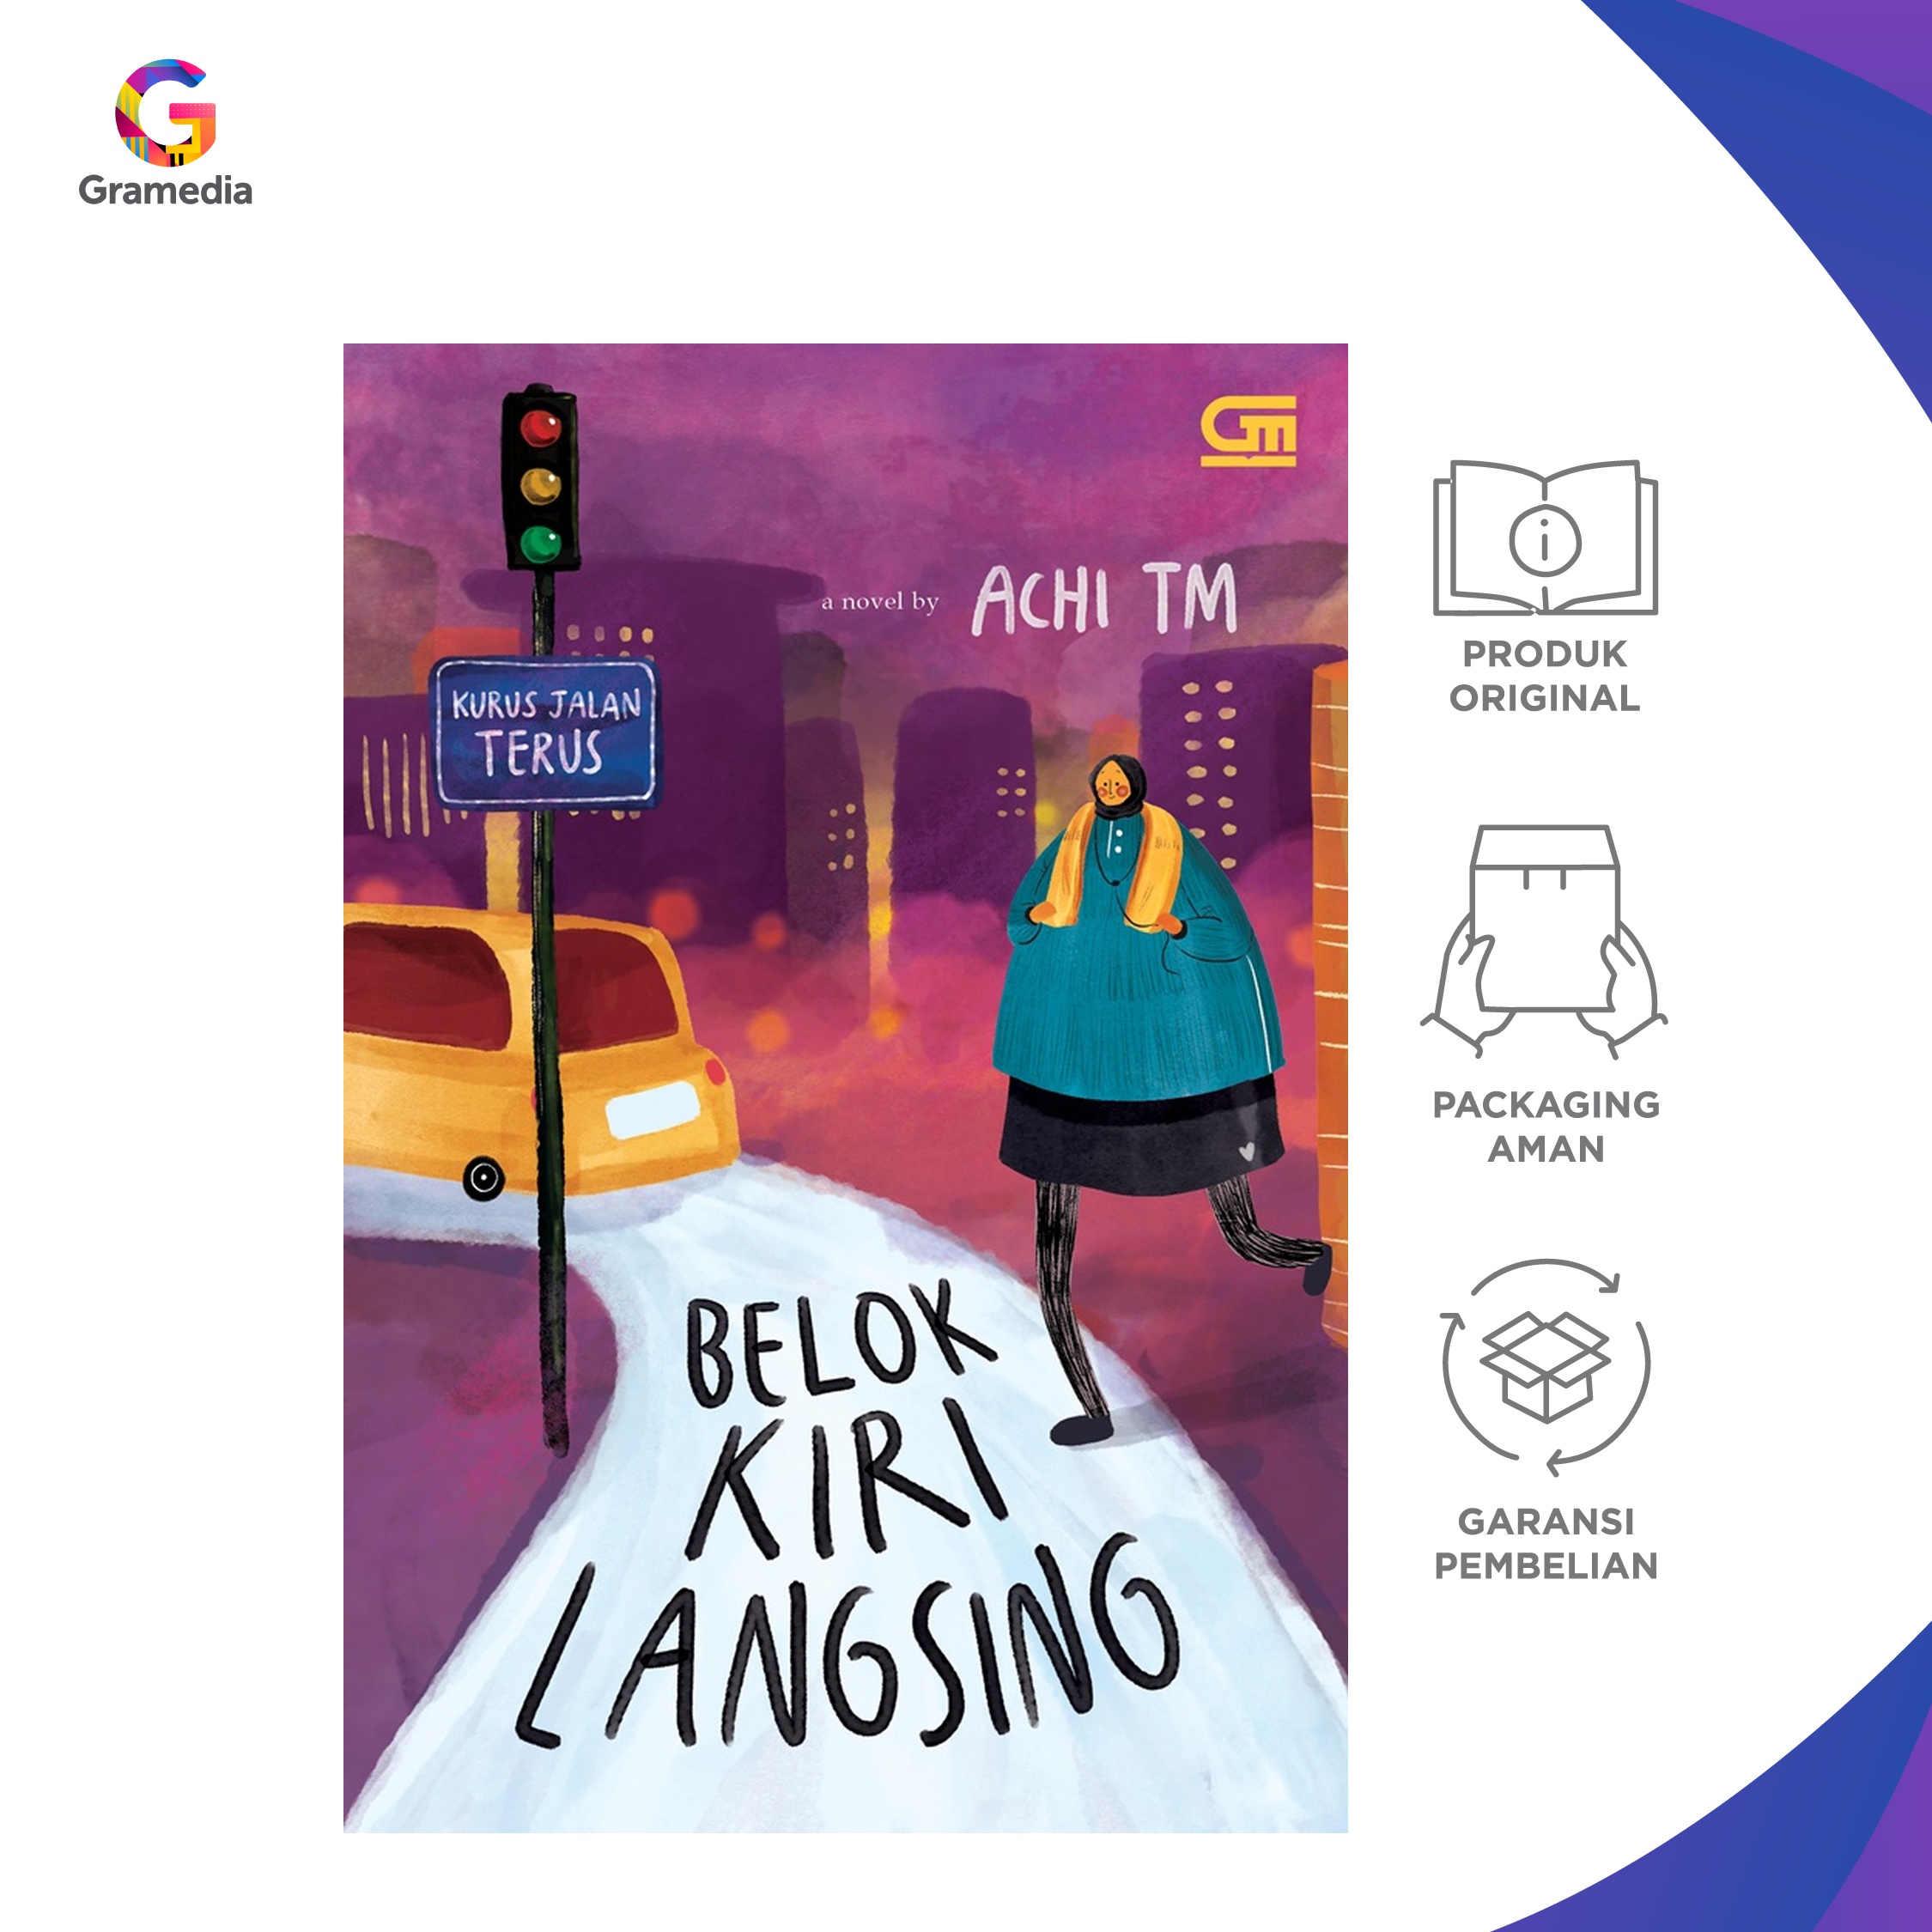 Gramedia
a novel by ACHI TM
KURUS JALAN
TERUS
BELOK
KIRI
LANGSING
PRODUK
ORIGINAL
PACKAGING
AMAN
GARANSI
PEMBELIAN